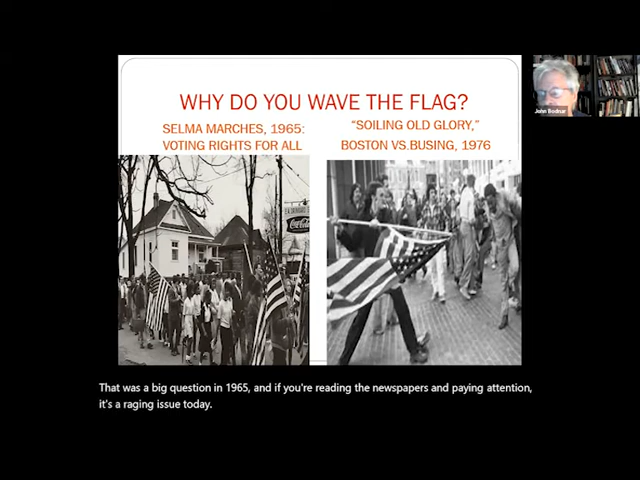 WHY DO YOU WAVE THE FLAG?
SELMA MARCHES, 1965:
VOTING RIGHTS FOR ALL
"SOILING OLD GLORY,"
BOSTON VS.BUSING, 1976
Coca-Cola
John Bodnar
That was a big question in 1965, and if you're reading the newspapers and paying attention,
it's a raging issue today.